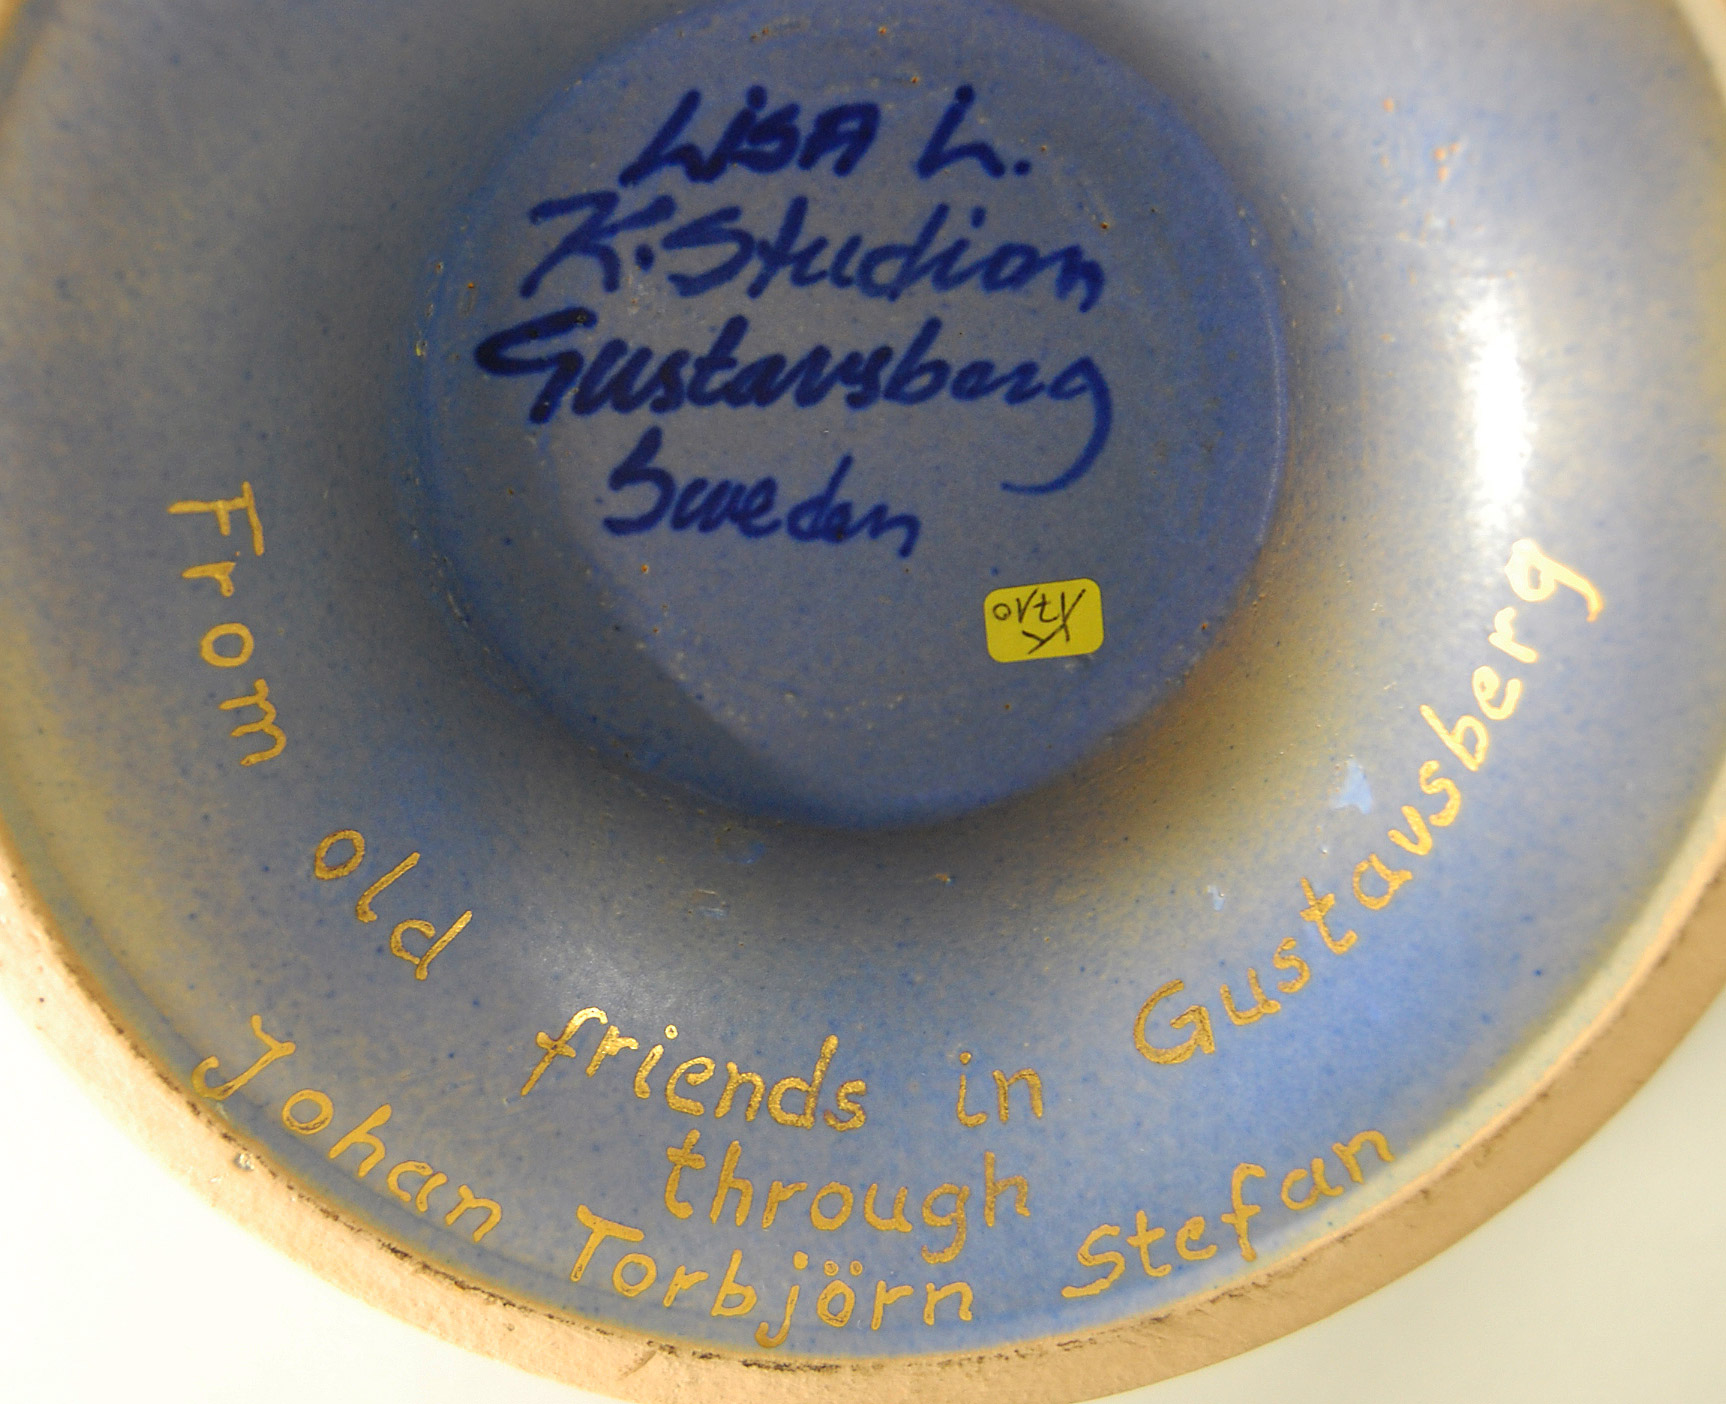 LISA L.
K-Studion
Gustavsberg
Sweden
From old friends in Gustavsberg
through
Johan Torbjörn Stefan